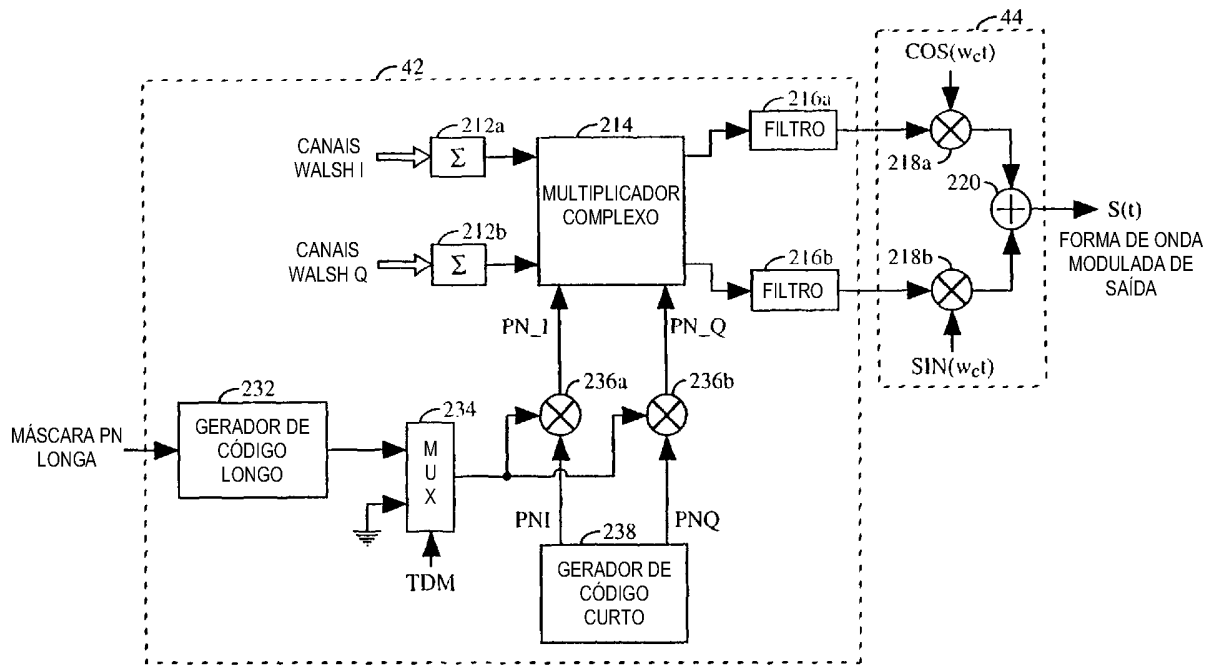 44
COS(wct)
42
216a
212a
214
FILTRO
CANAIS
WALSH I
Σ
218a
MULTIPLICADOR
COMPLEXO
220
S(t)
FORMA DE ONDA
MODULADA DE
SAÍDA
212b
CANAIS
WALSH Q
Σ
216b
FILTRO
218b
PN_I
PN_Q
SIN(wct)
236a
236b
232
GERADOR DE
CÓDIGO
LONGO
MÁSCARA PN
LONGA
234
M
U
X
TDM
PNI
PNQ
238
GERADOR DE
CÓDIGO
CURTO